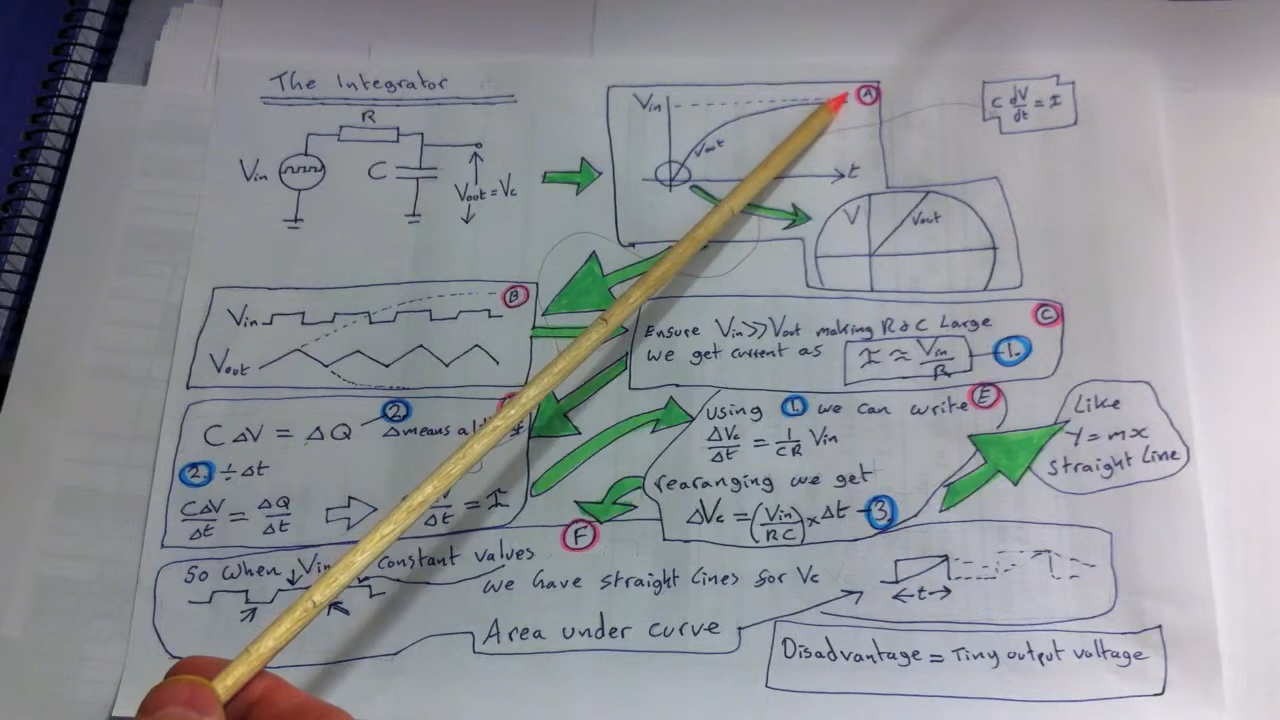 The Integrator
R
Vin
C
Vout = Vc
Vin
Vout
t
A
C dV/dt = I
V
Vout
B
Vin
Vout
C
Ensure Vin >> Vout making R & C Large
We get current as I ≈ Vin/R 1.
2.
CΔV = ΔQ Δ means a
2. ÷ Δt
CΔV/Δt = ΔQ/Δt ⇒ /Δt = I
E
using 1. we can write
ΔVc/Δt = 1/CR Vin
rearanging we get
ΔVc = (Vin/RC) × Δt - 3.
Like
Y = mx
Straight Line
F
So when Vin constant values
we have straight lines for Vc
← t →
Area under curve
Disadvantage = Tiny output voltage